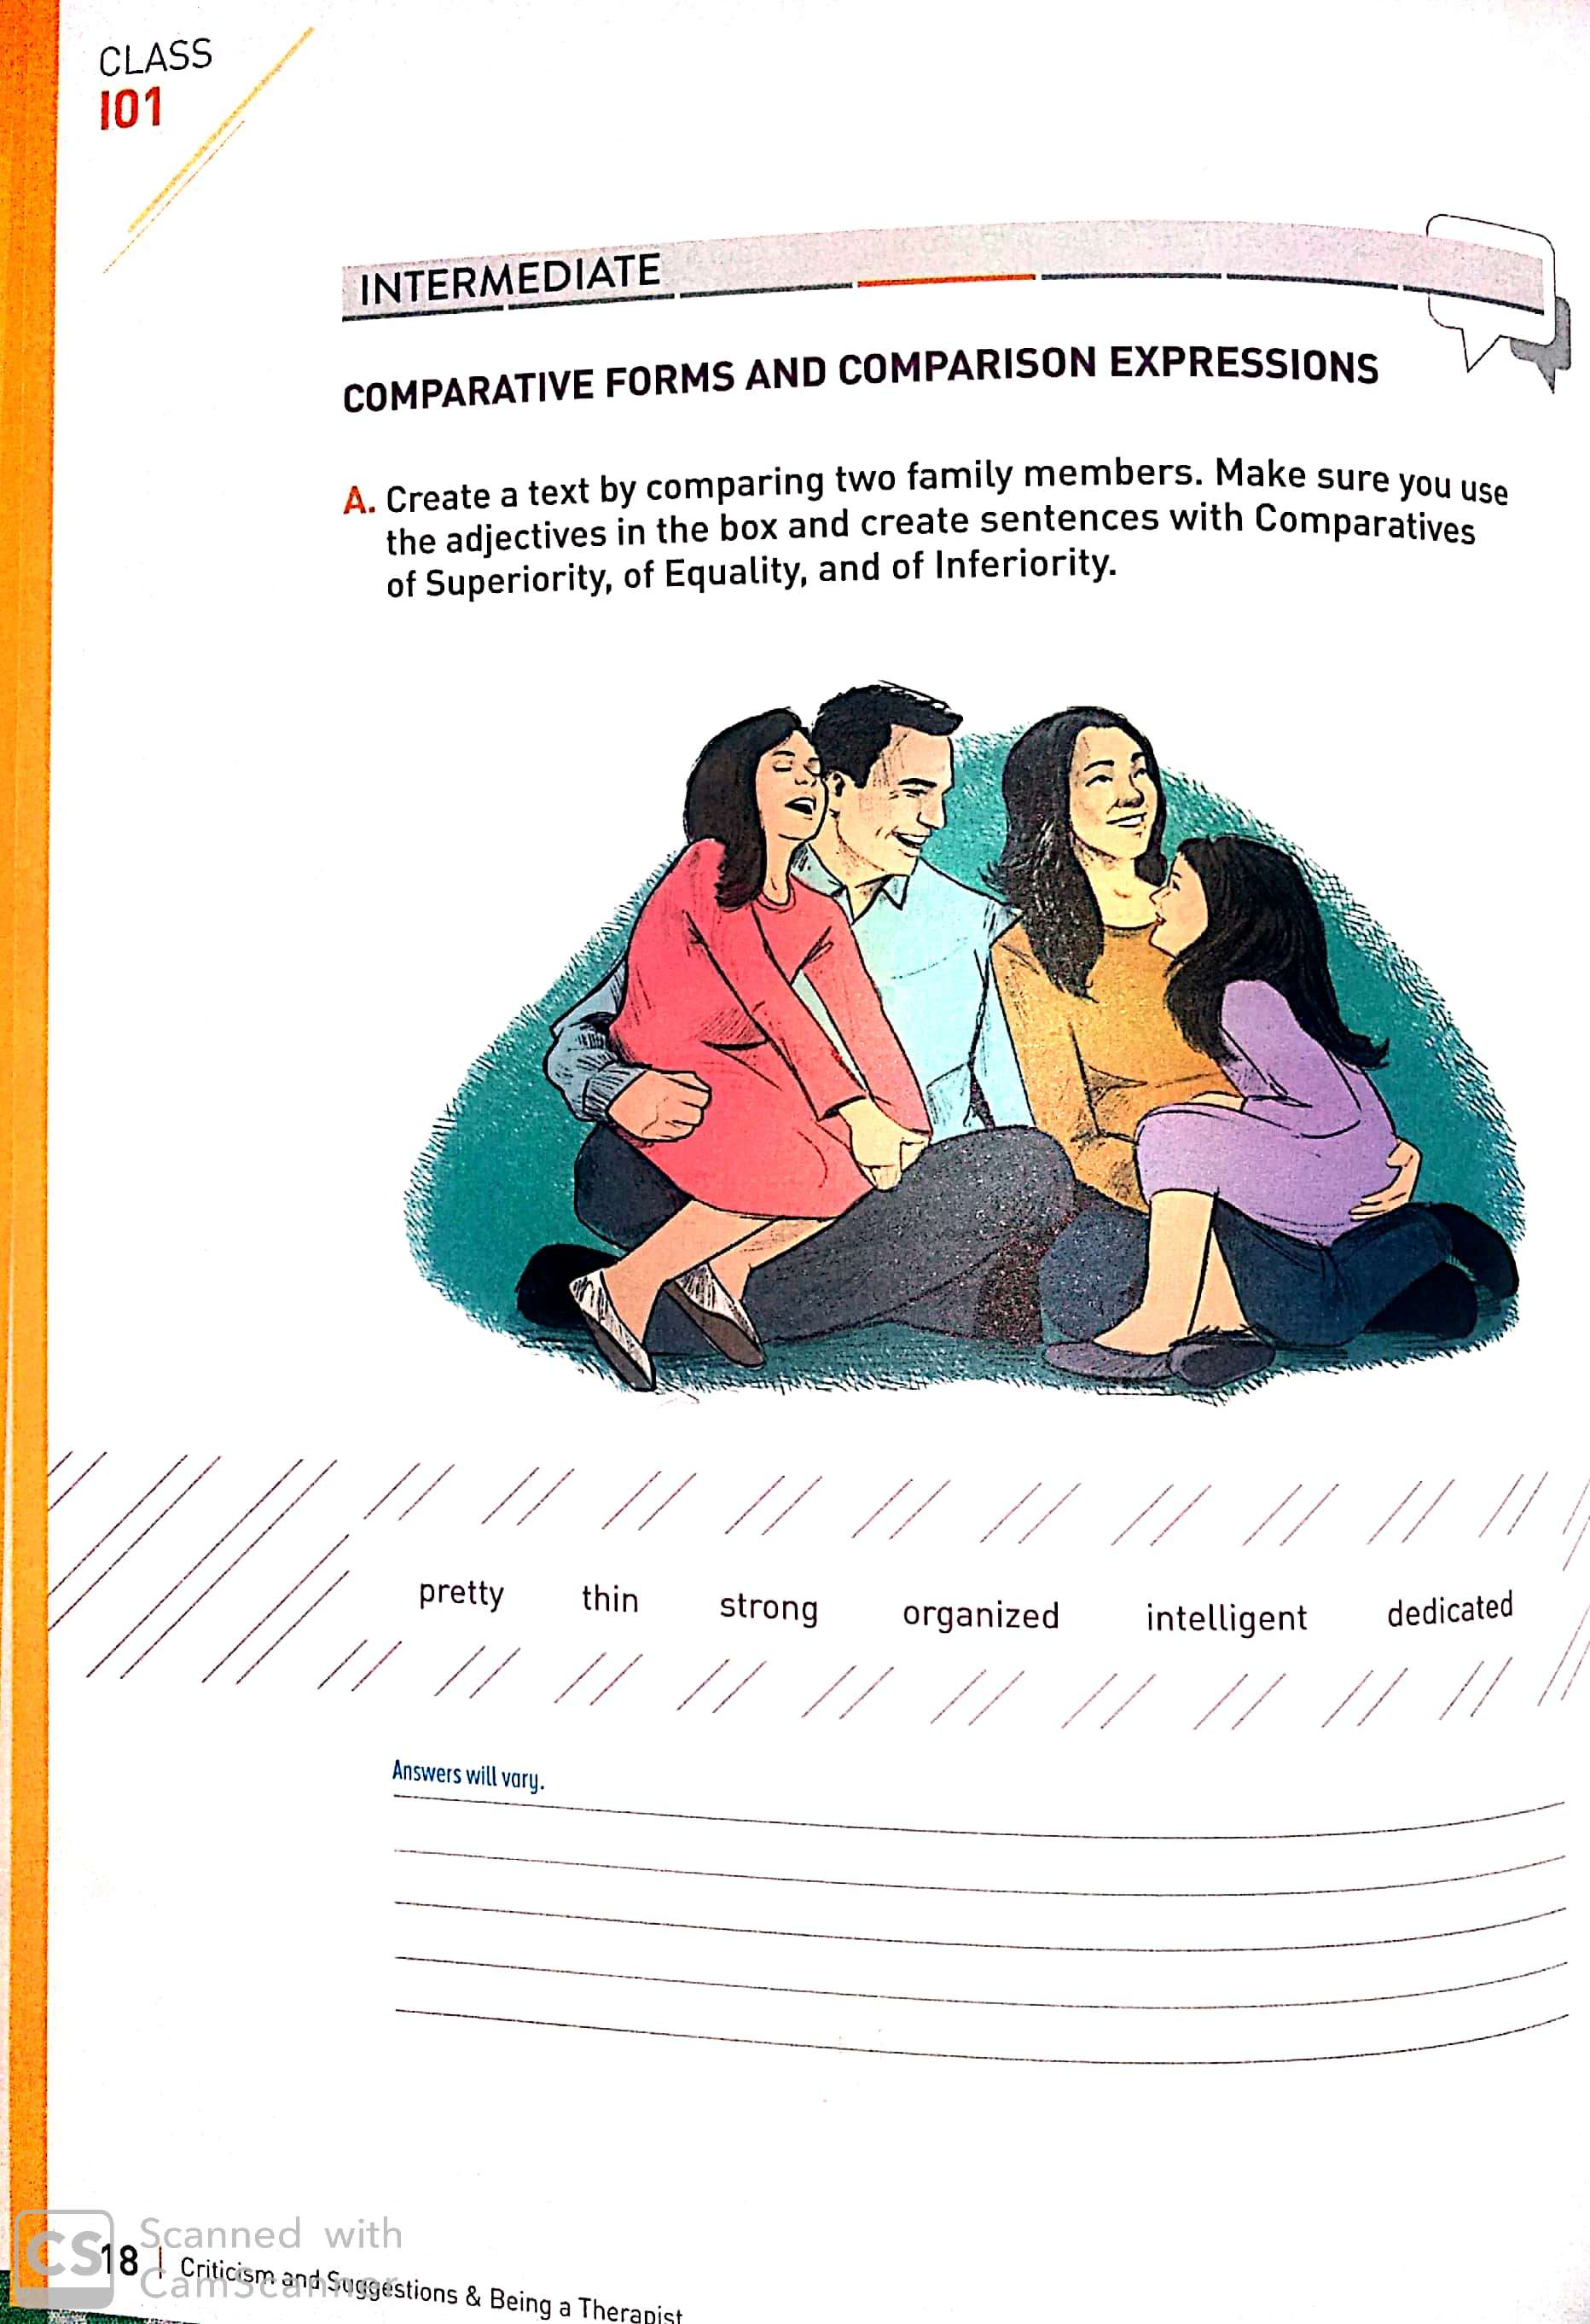 CLASS
I01
INTERMEDIATE
COMPARATIVE FORMS AND COMPARISON EXPRESSIONS
A. Create a text by comparing two family members. Make sure you use
the adjectives in the box and create sentences with Comparatives
of Superiority, of Equality, and of Inferiority.
pretty thin strong organized intelligent dedicated
Answers will vary.
CS Scanned with
CamScanner
18 | Criticism and Suggestions & Being a Therapist